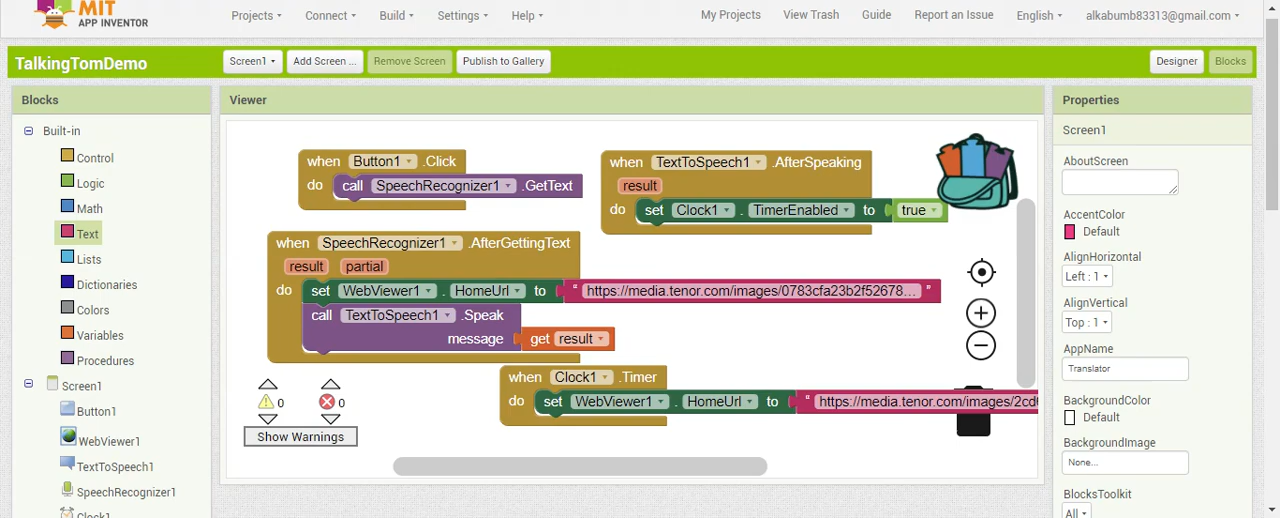 MIT
APP INVENTOR
Projects Connect Build Settings Help My Projects View Trash Guide Report an Issue English alkabumb83313@gmail.com
TalkingTomDemo Screen1 Add Screen ... Remove Screen Publish to Gallery Designer Blocks
Blocks
Built-in
Control
Logic
Math
Text
Lists
Dictionaries
Colors
Variables
Procedures
Screen1
Button1
WebViewer1
TextToSpeech1
SpeechRecognizer1
Clock1
Viewer
when Button1 .Click
do call SpeechRecognizer1 .GetText
when TextToSpeech1 .AfterSpeaking
result
do set Clock1 . TimerEnabled to true
when SpeechRecognizer1 .AfterGettingText
result partial
do set WebViewer1 . HomeUrl to " https://media.tenor.com/images/0783cfa23b2f52678... "
call TextToSpeech1 .Speak
message get result
when Clock1 .Timer
do set WebViewer1 . HomeUrl to " https://media.tenor.com/images/2cd
0 0
Show Warnings
Properties
Screen1
AboutScreen
AccentColor
Default
AlignHorizontal
Left : 1
AlignVertical
Top : 1
AppName
Translator
BackgroundColor
Default
BackgroundImage
None...
BlocksToolkit
All